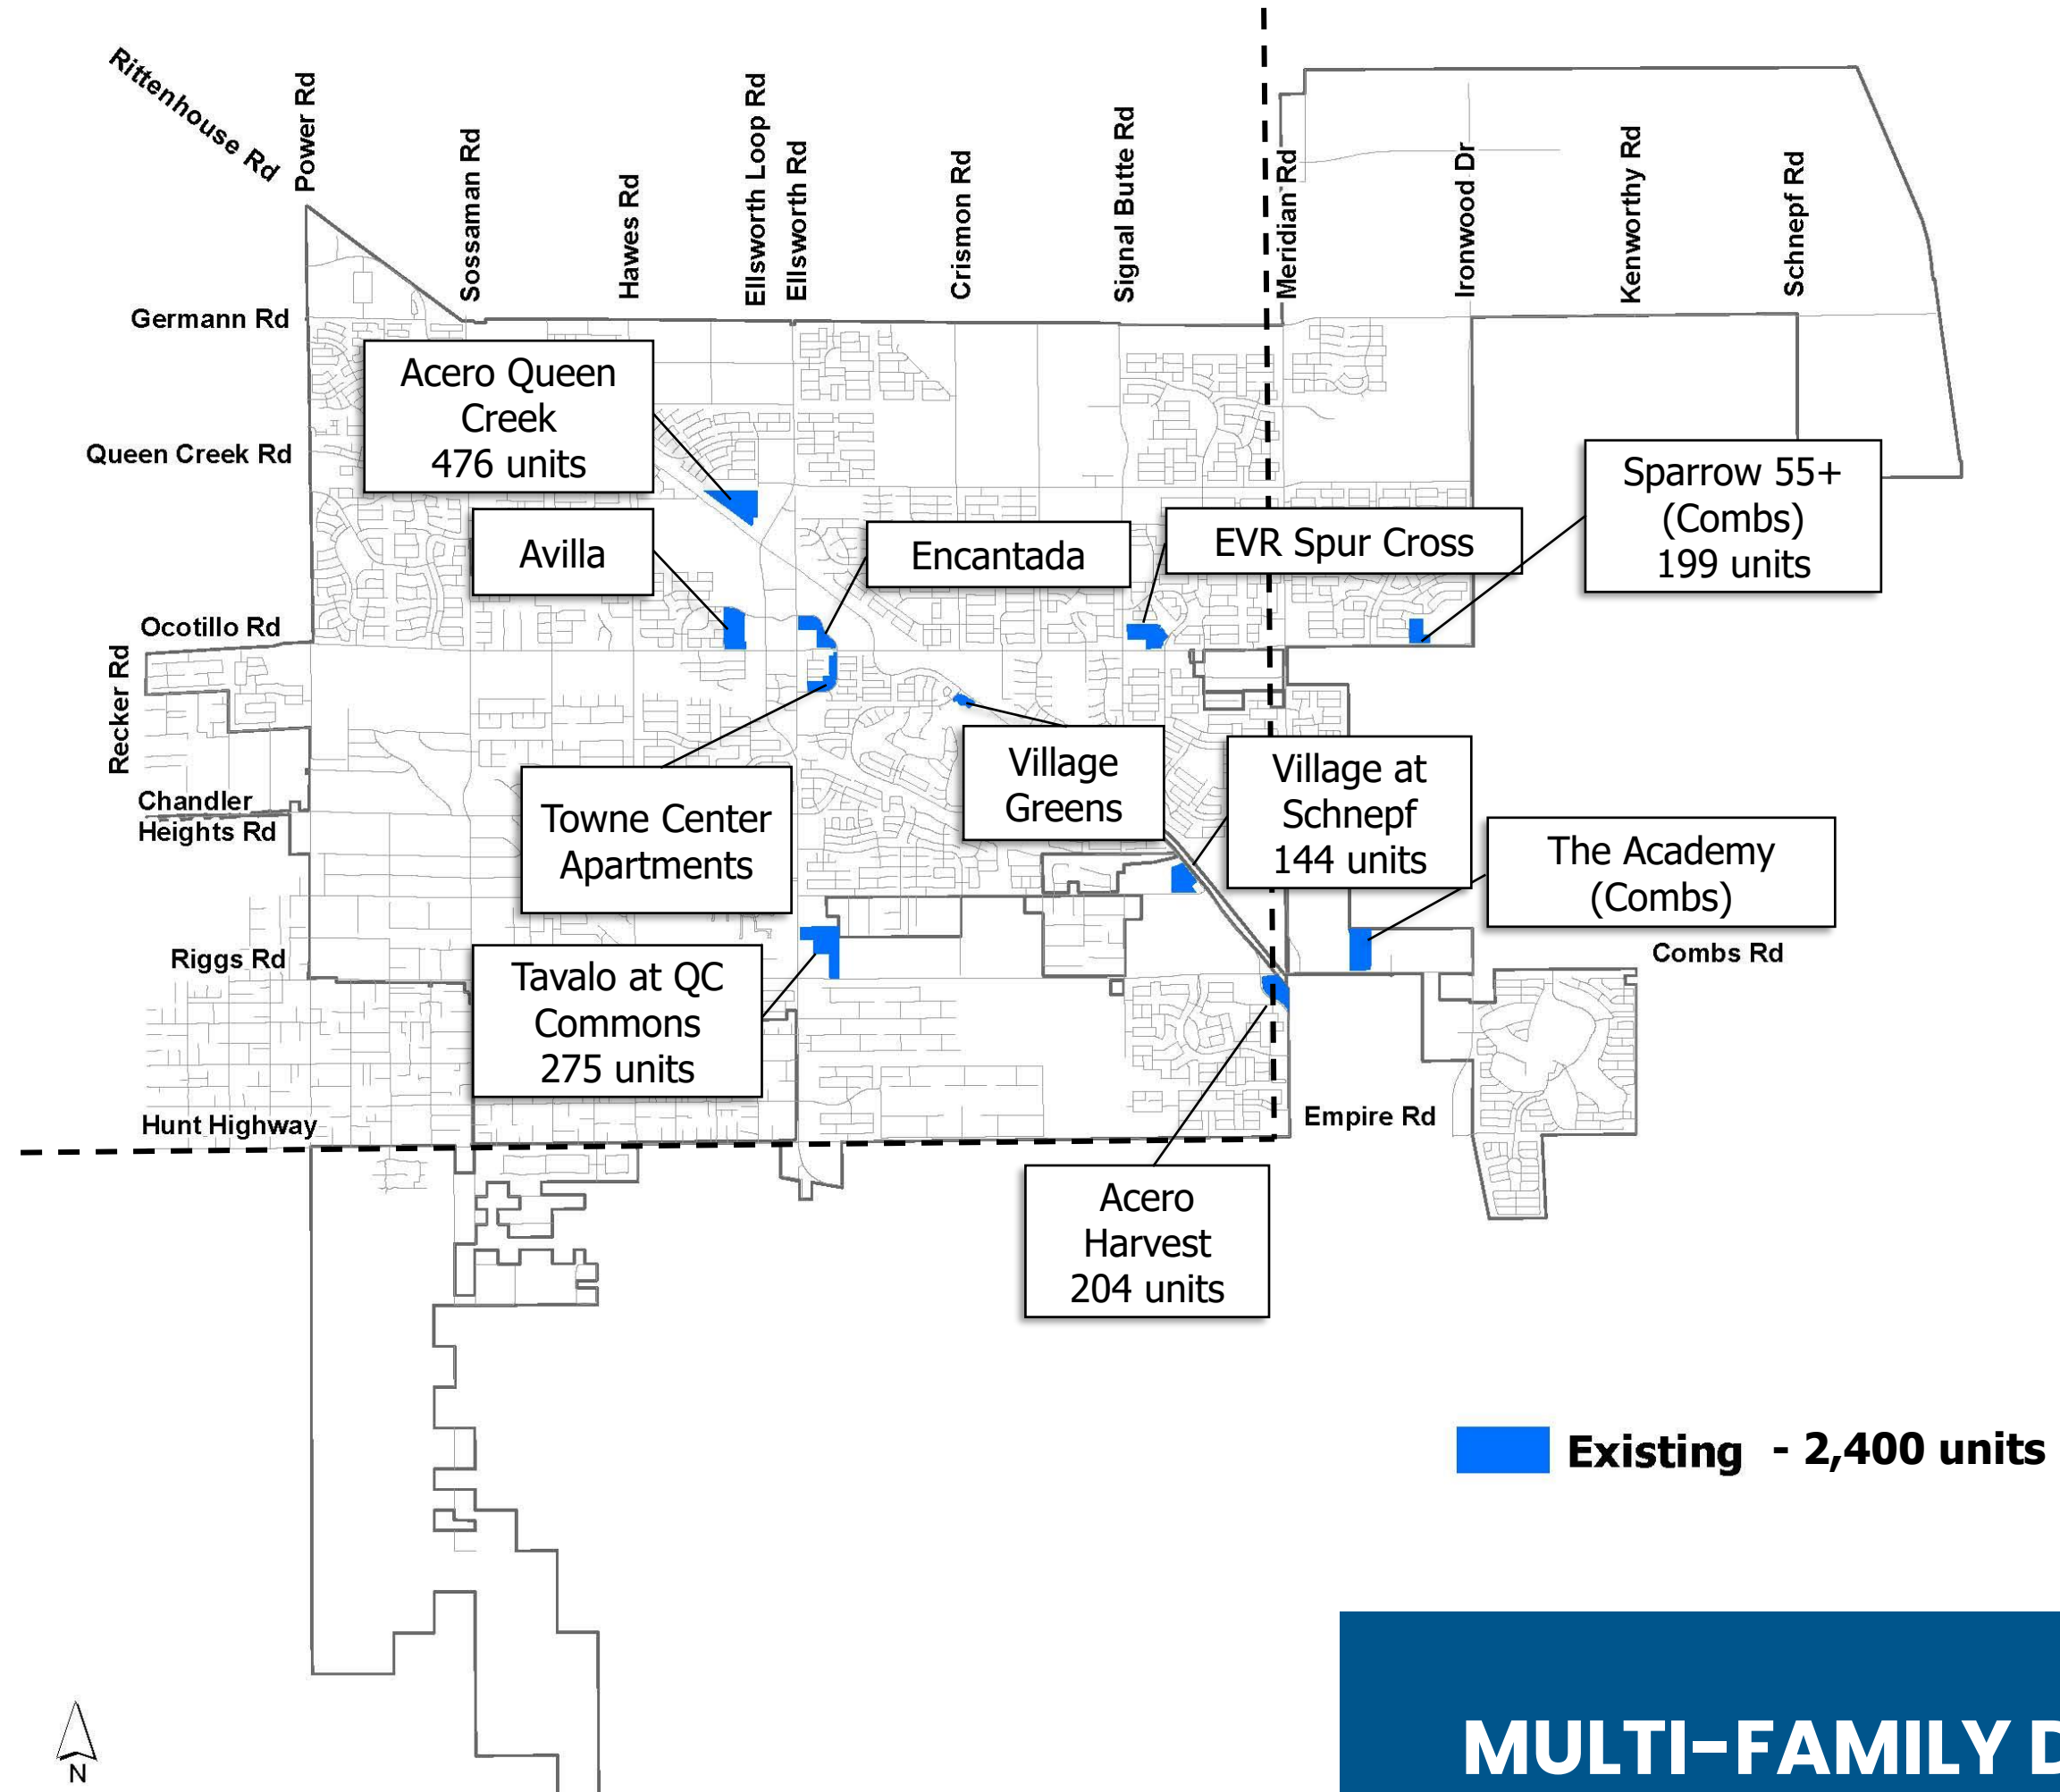 Rittenhouse Rd
Power Rd
Sossaman Rd
Hawes Rd
Ellsworth Loop Rd
Ellsworth Rd
Crismon Rd
Signal Butte Rd
Meridian Rd
Ironwood Dr
Kenworthy Rd
Schnepf Rd
Germann Rd
Queen Creek Rd
Ocotillo Rd
Recker Rd
Chandler
Heights Rd
Riggs Rd
Hunt Highway
Combs Rd
Empire Rd
Acero Queen
Creek
476 units
Avilla
Encantada
EVR Spur Cross
Sparrow 55+
(Combs)
199 units
Towne Center
Apartments
Village
Greens
Village at
Schnepf
144 units
The Academy
(Combs)
Tavalo at QC
Commons
275 units
Acero
Harvest
204 units
Existing - 2,400 units
N
MULTI-FAMILY D